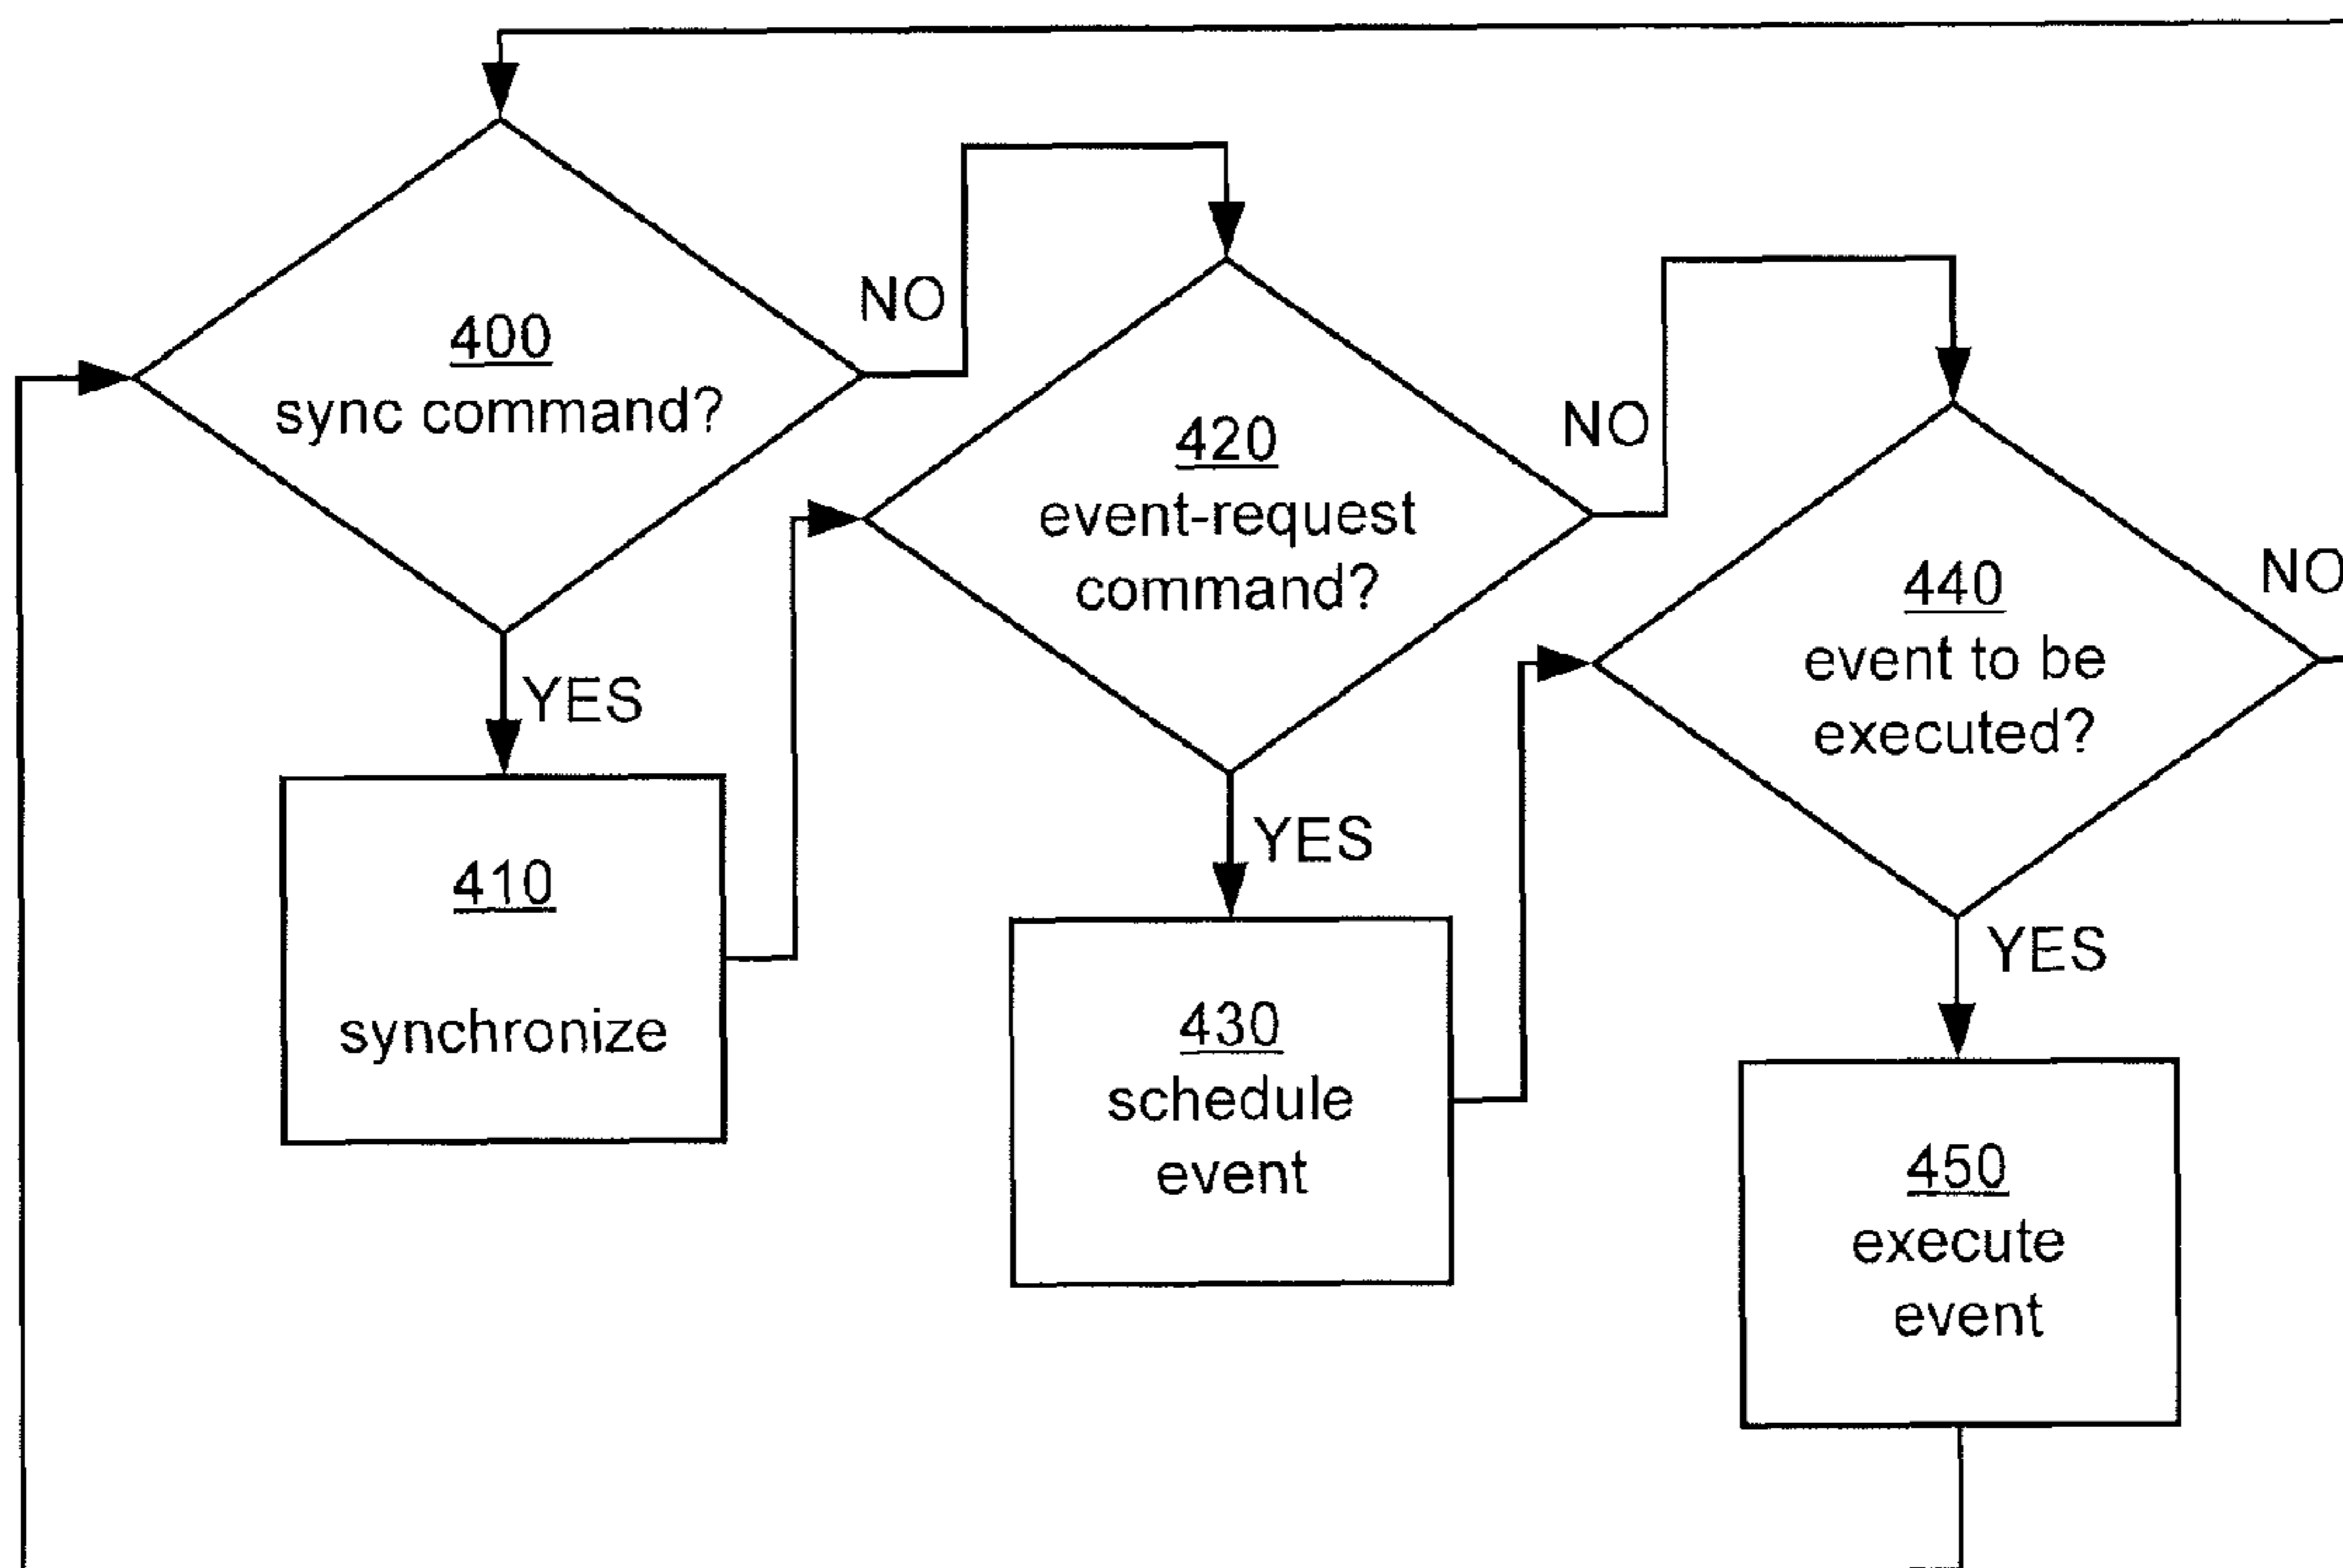 400
sync command?
NO
YES
410
synchronize
420
event-request
command?
NO
YES
430
schedule
event
440
event to be
executed?
NO
YES
450
execute
event